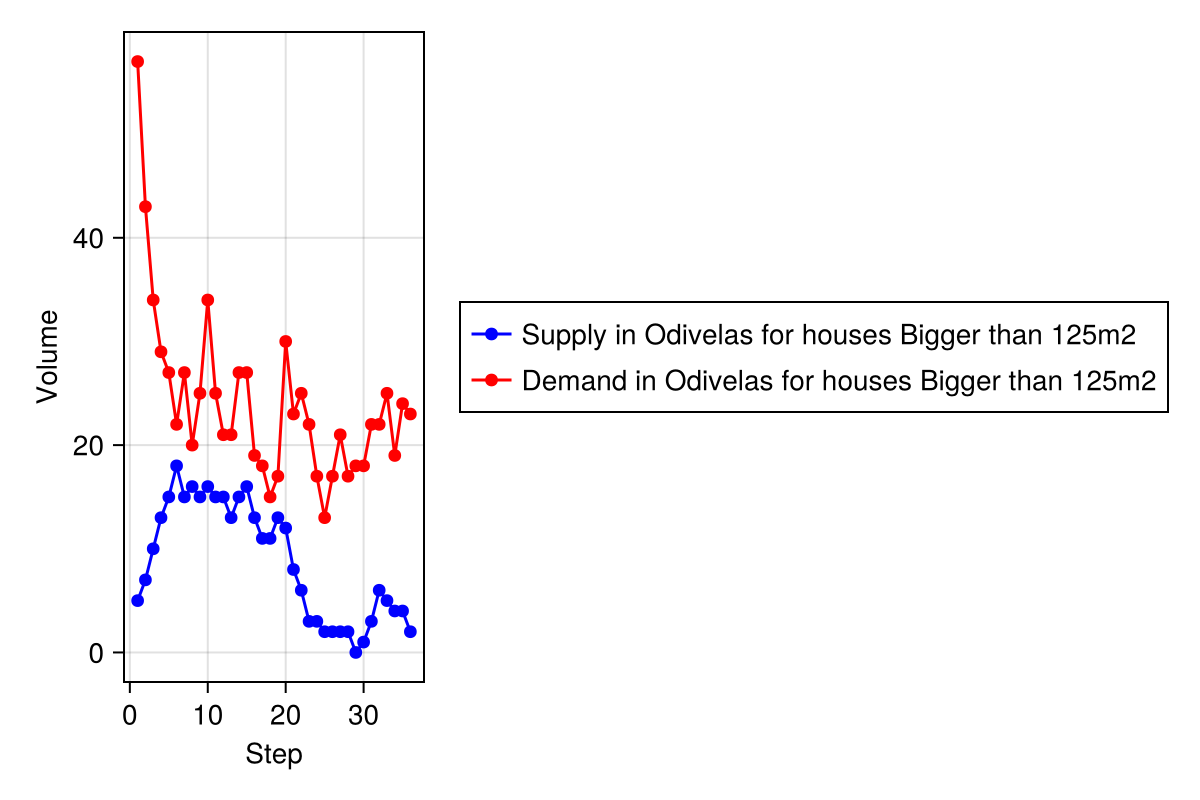 Volume
40
20
0
0 10 20 30
Step
Supply in Odivelas for houses Bigger than 125m2
Demand in Odivelas for houses Bigger than 125m2